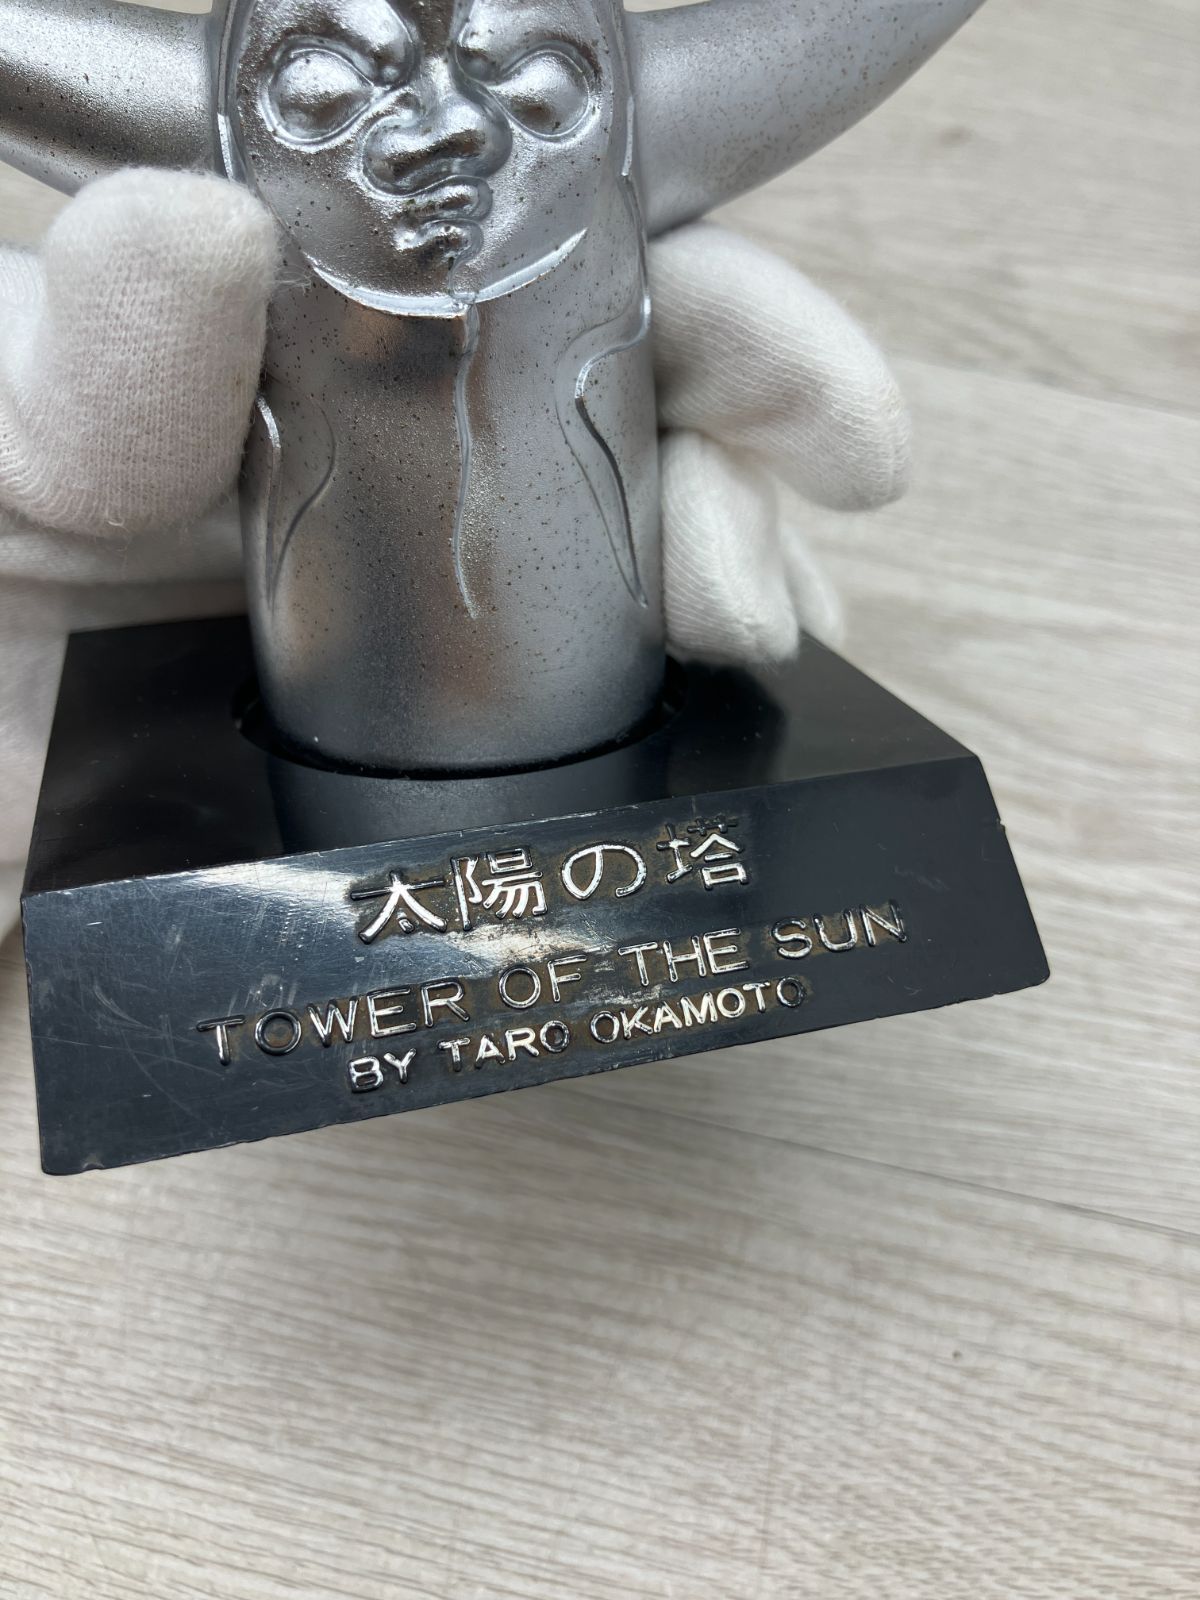 太陽の塔
TOWER OF THE SUN
BY TARO OKAMOTO